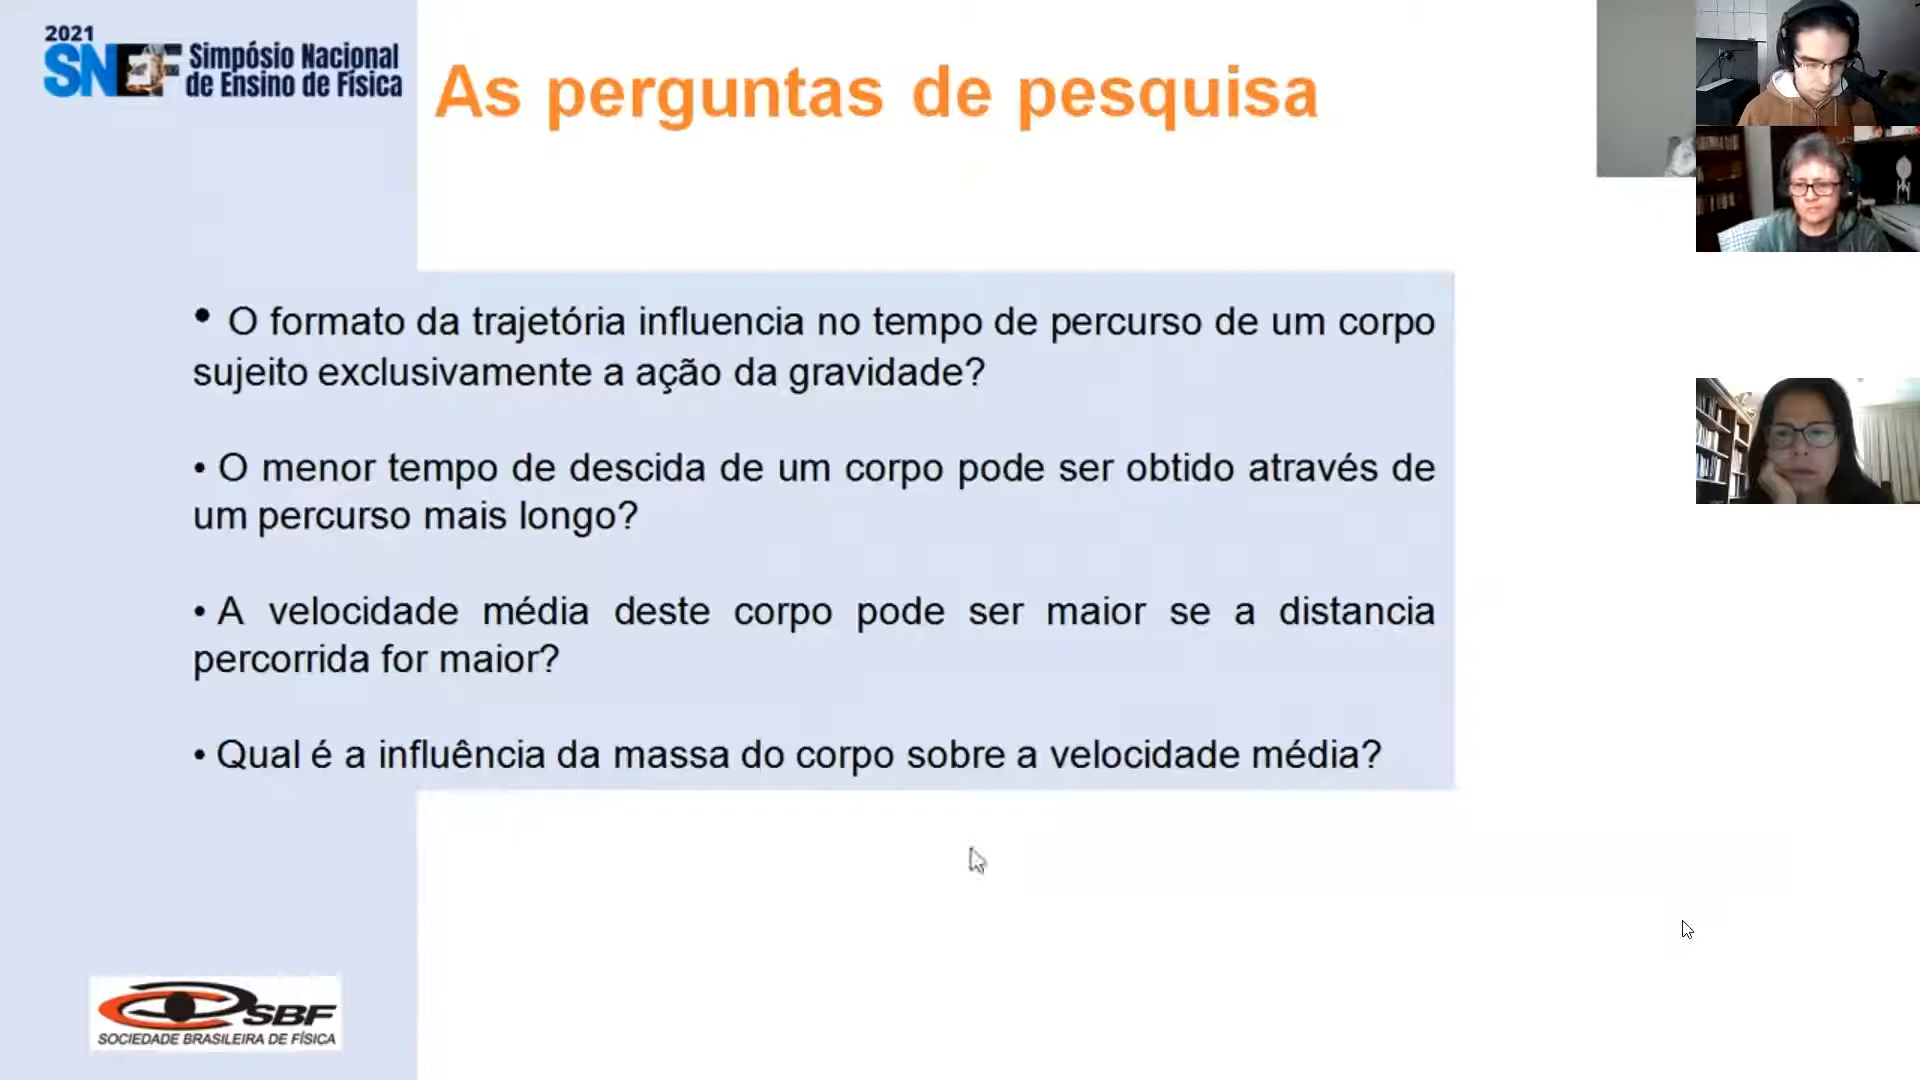 2021
SNEF Simpósio Nacional
de Ensino de Física
As perguntas de pesquisa
• O formato da trajetória influencia no tempo de percurso de um corpo
sujeito exclusivamente a ação da gravidade?
• O menor tempo de descida de um corpo pode ser obtido através de
um percurso mais longo?
• A velocidade média deste corpo pode ser maior se a distancia
percorrida for maior?
• Qual é a influência da massa do corpo sobre a velocidade média?
SBF
SOCIEDADE BRASILEIRA DE FÍSICA